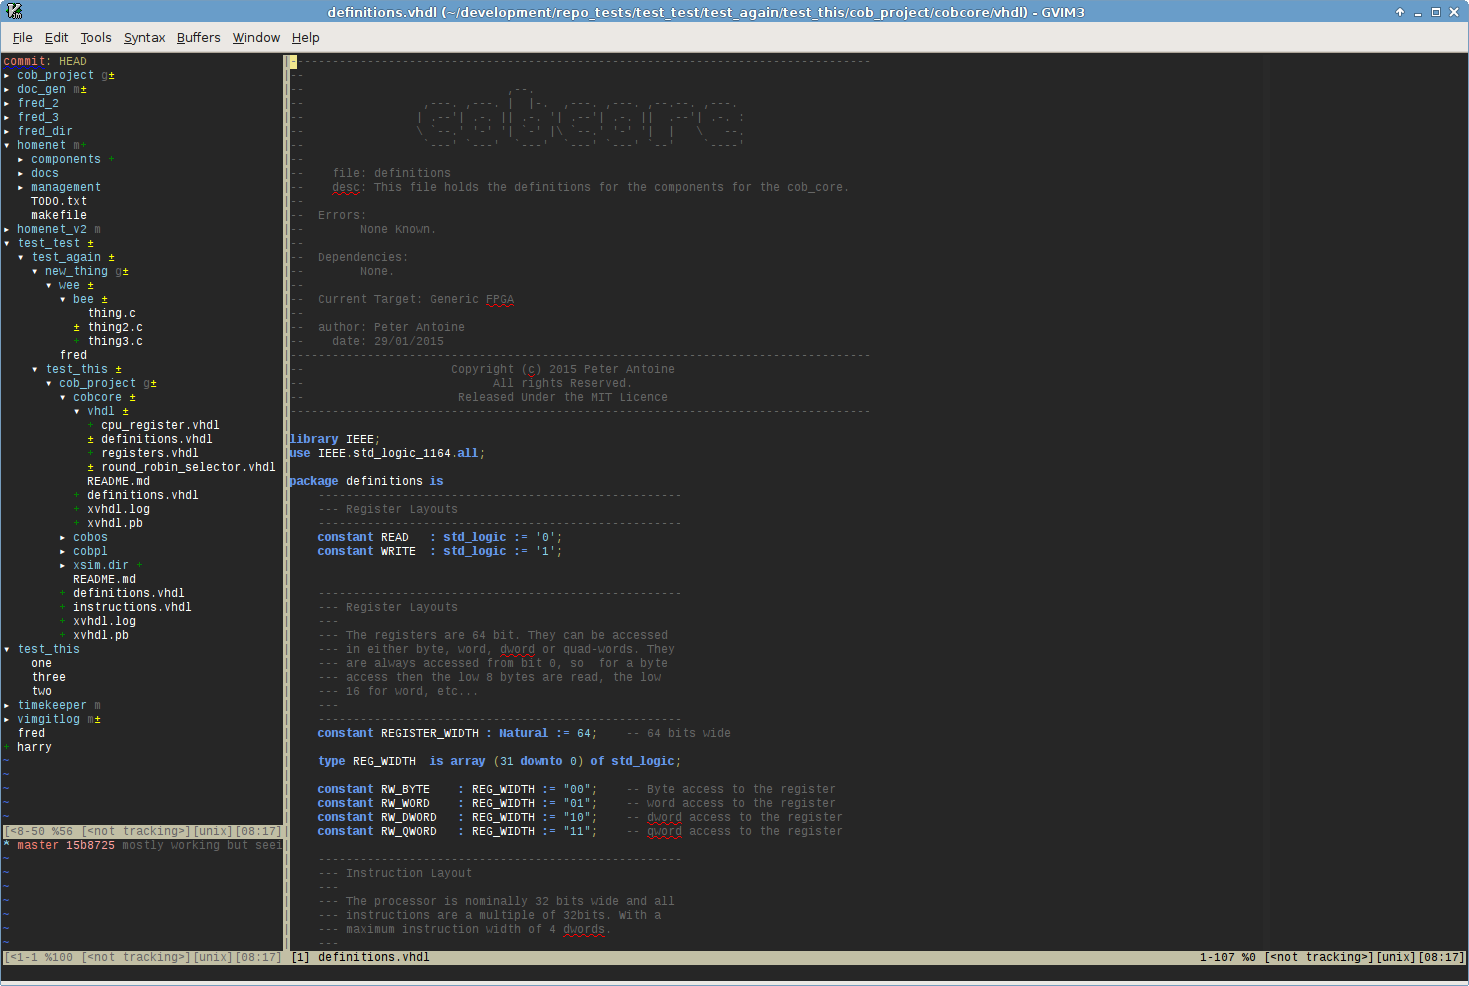 definitions.vhdl (~/development/repo_tests/test_test/test_again/test_this/cob_project/cobcore/vhdl) - GVIM3
File Edit Tools Syntax Buffers Window Help
commit: HEAD
▸ cob_project g±
▸ doc_gen m±
▸ fred_2
▸ fred_3
▸ fred_dir
▾ homenet m+
▸ components +
▸ docs
▸ management
TODO.txt
makefile
▸ homenet_v2 m
▾ test_test ±
▾ test_again ±
▾ new_thing g±
▾ wee ±
▾ bee ±
thing.c
± thing2.c
+ thing3.c
fred
▾ test_this ±
▾ cob_project g±
▾ cobcore ±
▾ vhdl ±
+ cpu_register.vhdl
± definitions.vhdl
+ registers.vhdl
± round_robin_selector.vhdl
README.md
+ definitions.vhdl
+ xvhdl.log
+ xvhdl.pb
▸ cobos
▸ cobpl
▸ xsim.dir +
README.md
+ definitions.vhdl
+ instructions.vhdl
+ xvhdl.log
+ xvhdl.pb
▾ test_this
one
three
two
▸ timekeeper m
▸ vimgitlog m±
fred
+ harry
~
~
~
~
~
[<8-50 %56 [<not tracking>][unix][08:17]
* master 15b8725 mostly working but seei
~
~
~
~
~
~
~
[<1-1 %100 [<not tracking>][unix][08:17]
-----------------------------------------------------------------------------------
--
--                             ,--.
--                 ,---. ,---. |  |-.  ,---. ,---. ,--.--. ,---.
--                | .--'| .-. || .-. '| .--'| .-. ||  .--'| .-. :
--                \ `--.' '-' '| `-' |\ `--.' '-' '|  |   \   --.
--                 `---' `---'  `---'  `---' `---' `--'    `----'
--
--    file: definitions
--    desc: This file holds the definitions for the components for the cob_core.
--
--  Errors:
--        None Known.
--
--  Dependencies:
--        None.
--
--  Current Target: Generic FPGA
--
--  author: Peter Antoine
--    date: 29/01/2015
-----------------------------------------------------------------------------------
--                     Copyright (c) 2015 Peter Antoine
--                           All rights Reserved.
--                      Released Under the MIT Licence
-----------------------------------------------------------------------------------
library IEEE;
use IEEE.std_logic_1164.all;
package definitions is
----------------------------------------------------
--- Register Layouts
----------------------------------------------------
constant READ   : std_logic := '0';
constant WRITE  : std_logic := '1';
----------------------------------------------------
--- Register Layouts
---
--- The registers are 64 bit. They can be accessed
--- in either byte, word, dword or quad-words. They
--- are always accessed from bit 0, so  for a byte
--- access then the low 8 bytes are read, the low
--- 16 for word, etc...
---
----------------------------------------------------
constant REGISTER_WIDTH : Natural := 64;    -- 64 bits wide
type REG_WIDTH  is array (31 downto 0) of std_logic;
constant RW_BYTE    : REG_WIDTH := "00";    -- Byte access to the register
constant RW_WORD    : REG_WIDTH := "01";    -- word access to the register
constant RW_DWORD   : REG_WIDTH := "10";    -- dword access to the register
constant RW_QWORD   : REG_WIDTH := "11";    -- qword access to the register
----------------------------------------------------
--- Instruction Layout
---
--- The processor is nominally 32 bits wide and all
--- instructions are a multiple of 32bits. With a
--- maximum instruction width of 4 dwords.
---
[1] definitions.vhdl 1-107 %0 [<not tracking>][unix][08:17]